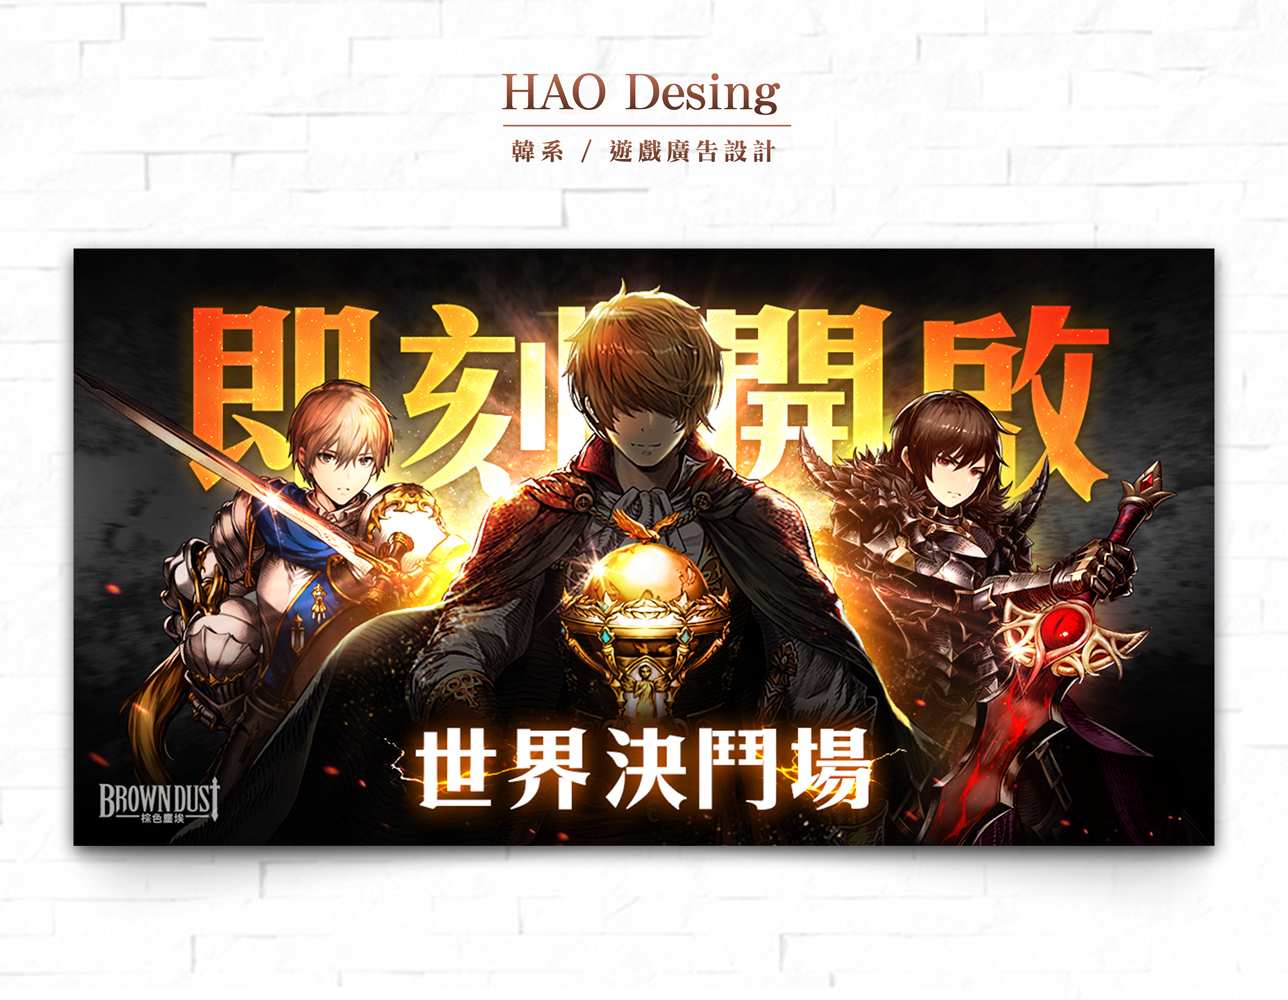 HAO Desing
韓系 / 遊戲廣告設計
即刻開啟
世界決鬥場
BROWN DUST
棕色塵埃